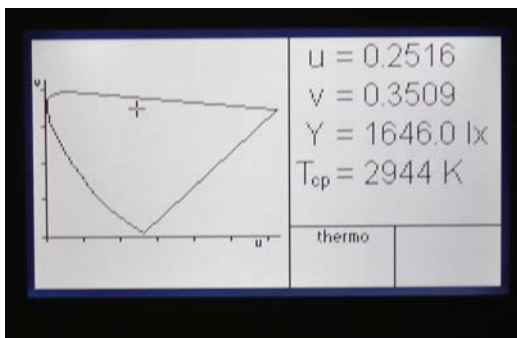 v
u
u = 0.2516
v = 0.3509
Y = 1646.0 lx
Tcp = 2944 K
thermo